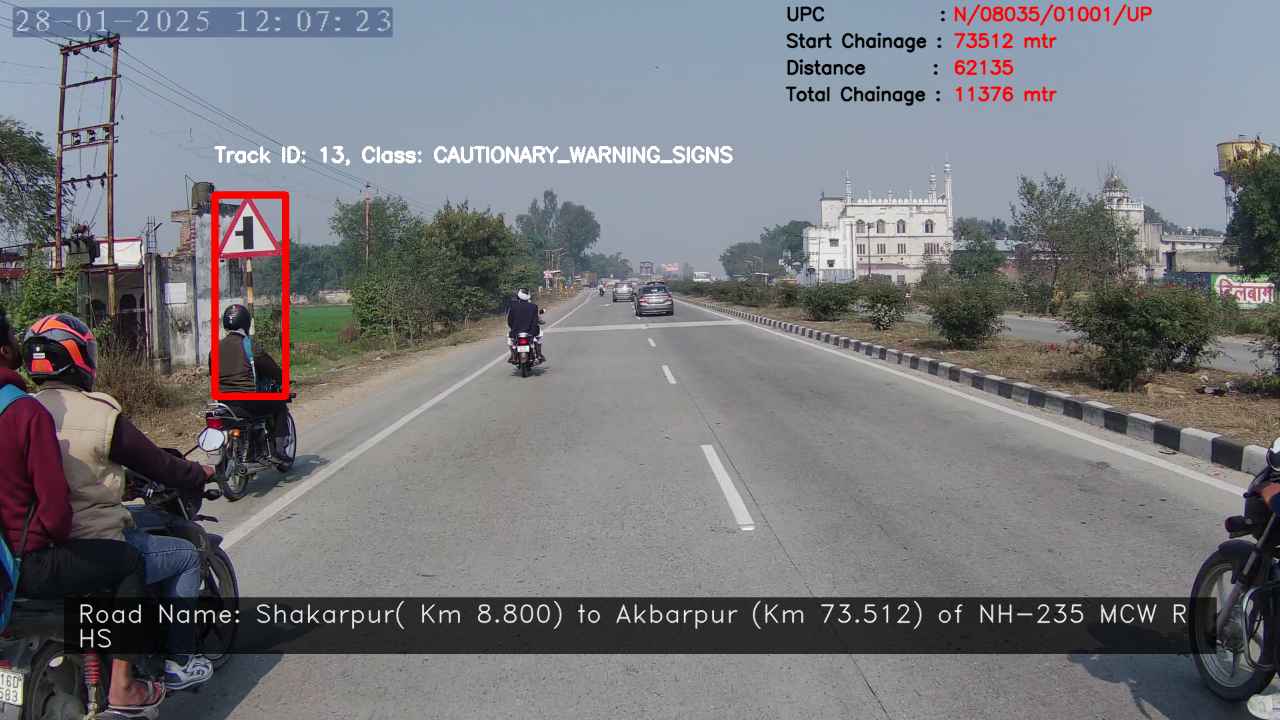 28-01-2025 12:07:23
UPC : N/08035/01001/UP
Start Chainage : 73512 mtr
Distance : 62135
Total Chainage : 11376 mtr
Track ID: 13, Class: CAUTIONARY_WARNING_SIGNS
दिलबाग
Road Name: Shakarpur( Km 8.800) to Akbarpur (Km 73.512) of NH-235 MCW R
HS